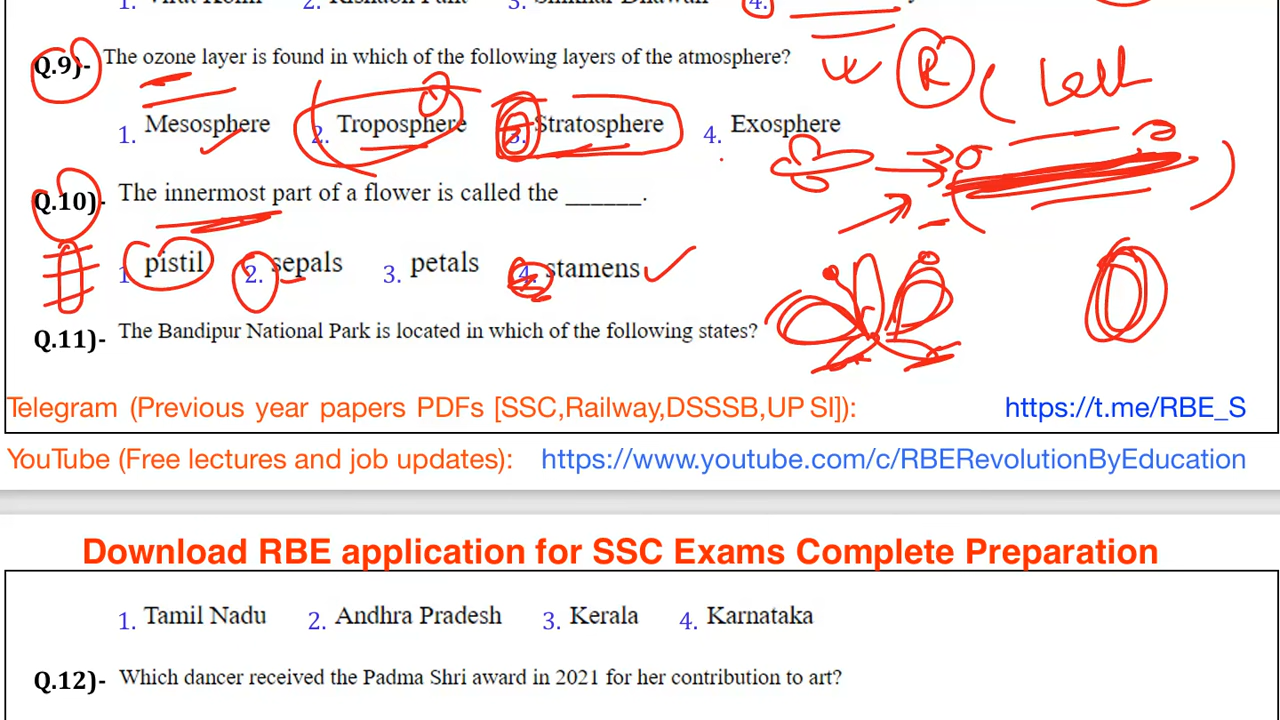 4.
Q.9)- The ozone layer is found in which of the following layers of the atmosphere?
R
1. Mesosphere 2. Troposphere 3. Stratosphere 4. Exosphere
Q.10)- The innermost part of a flower is called the ______.
1 pistil 2. sepals 3. petals 4. stamens
Q.11)- The Bandipur National Park is located in which of the following states?
Telegram (Previous year papers PDFs [SSC,Railway,DSSSB,UP SI]): https://t.me/RBE_S
YouTube (Free lectures and job updates): https://www.youtube.com/c/RBERevolutionByEducation
Download RBE application for SSC Exams Complete Preparation
1. Tamil Nadu 2. Andhra Pradesh 3. Kerala 4. Karnataka
Q.12)- Which dancer received the Padma Shri award in 2021 for her contribution to art?